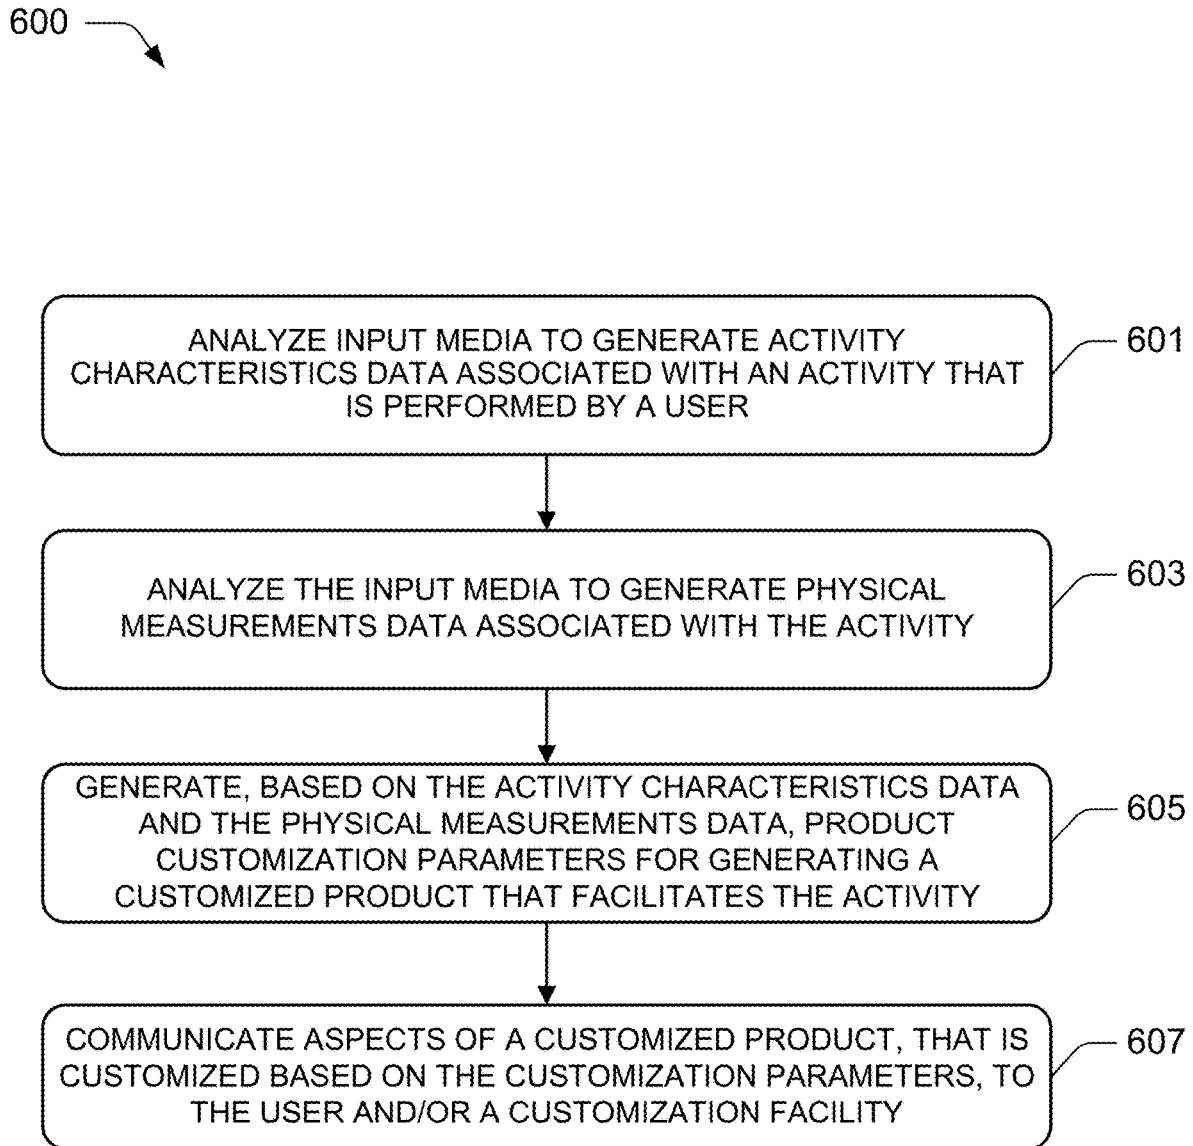 600
ANALYZE INPUT MEDIA TO GENERATE ACTIVITY
CHARACTERISTICS DATA ASSOCIATED WITH AN ACTIVITY THAT
IS PERFORMED BY A USER
601
ANALYZE THE INPUT MEDIA TO GENERATE PHYSICAL
MEASUREMENTS DATA ASSOCIATED WITH THE ACTIVITY
603
GENERATE, BASED ON THE ACTIVITY CHARACTERISTICS DATA
AND THE PHYSICAL MEASUREMENTS DATA, PRODUCT
CUSTOMIZATION PARAMETERS FOR GENERATING A
CUSTOMIZED PRODUCT THAT FACILITATES THE ACTIVITY
605
COMMUNICATE ASPECTS OF A CUSTOMIZED PRODUCT, THAT IS
CUSTOMIZED BASED ON THE CUSTOMIZATION PARAMETERS, TO
THE USER AND/OR A CUSTOMIZATION FACILITY
607